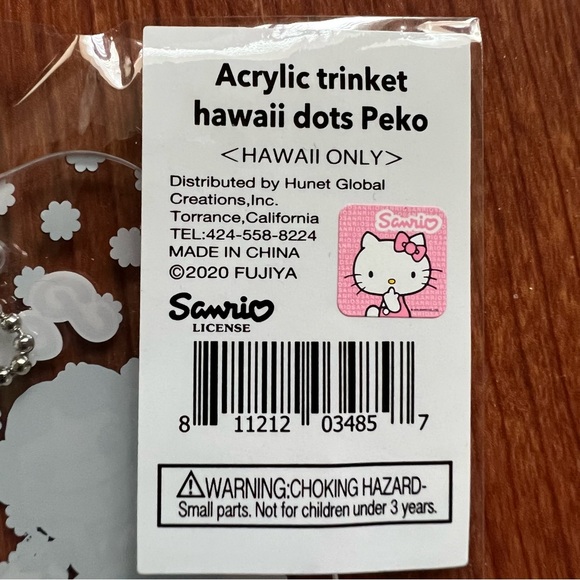 Acrylic trinket
hawaii dots Peko
<HAWAII ONLY>
Distributed by Hunet Global
Creations,Inc.
Torrance,California
TEL:424-558-8224
MADE IN CHINA
©2020 FUJIYA
Sanrio
Sanrio
LICENSE
8 11212 03485 7
⚠WARNING:CHOKING HAZARD-
Small parts. Not for children under 3 years.